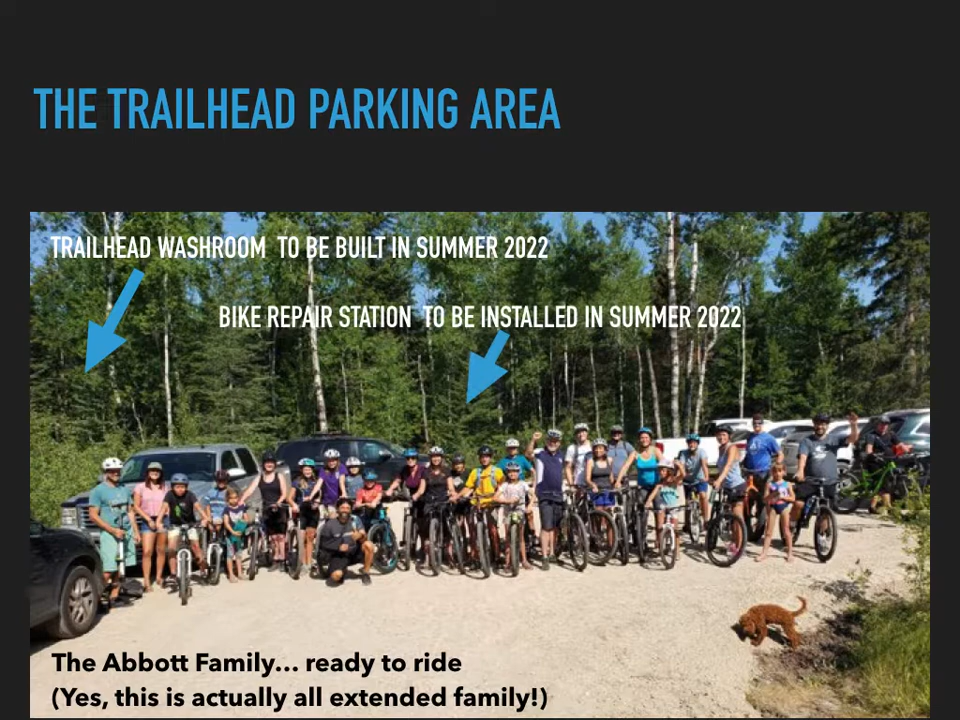 THE TRAILHEAD PARKING AREA
TRAILHEAD WASHROOM TO BE BUILT IN SUMMER 2022
BIKE REPAIR STATION TO BE INSTALLED IN SUMMER 2022
The Abbott Family... ready to ride
(Yes, this is actually all extended family!)